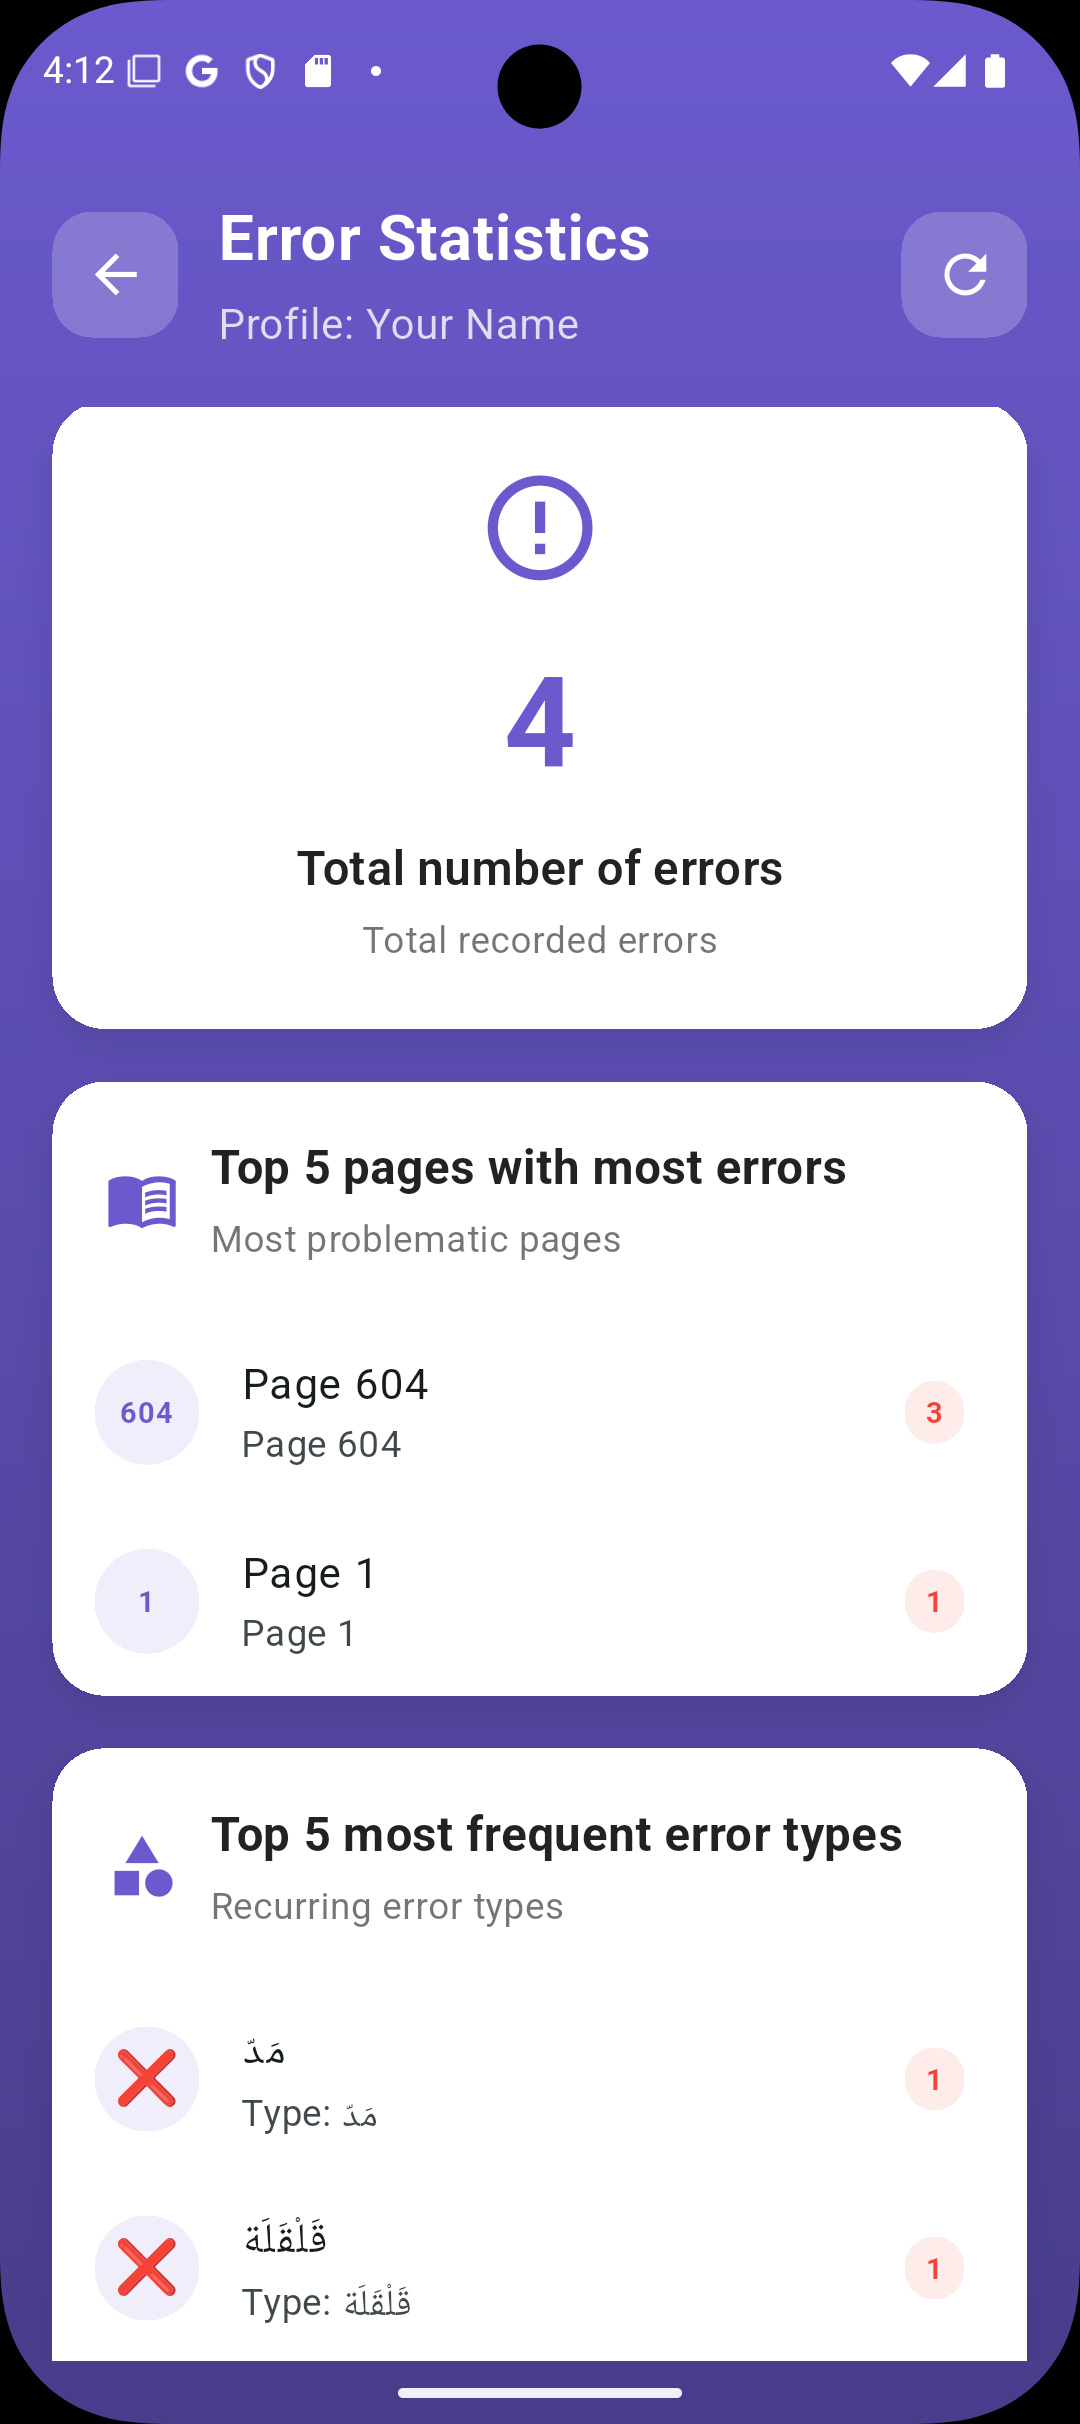 4:12
Error Statistics
Profile: Your Name
4
Total number of errors
Total recorded errors
Top 5 pages with most errors
Most problematic pages
604
Page 604
Page 604
3
1
Page 1
Page 1
1
Top 5 most frequent error types
Recurring error types
مَدّ
Type: مَدّ
1
قَلْقَلَة
Type: قَلْقَلَة
1